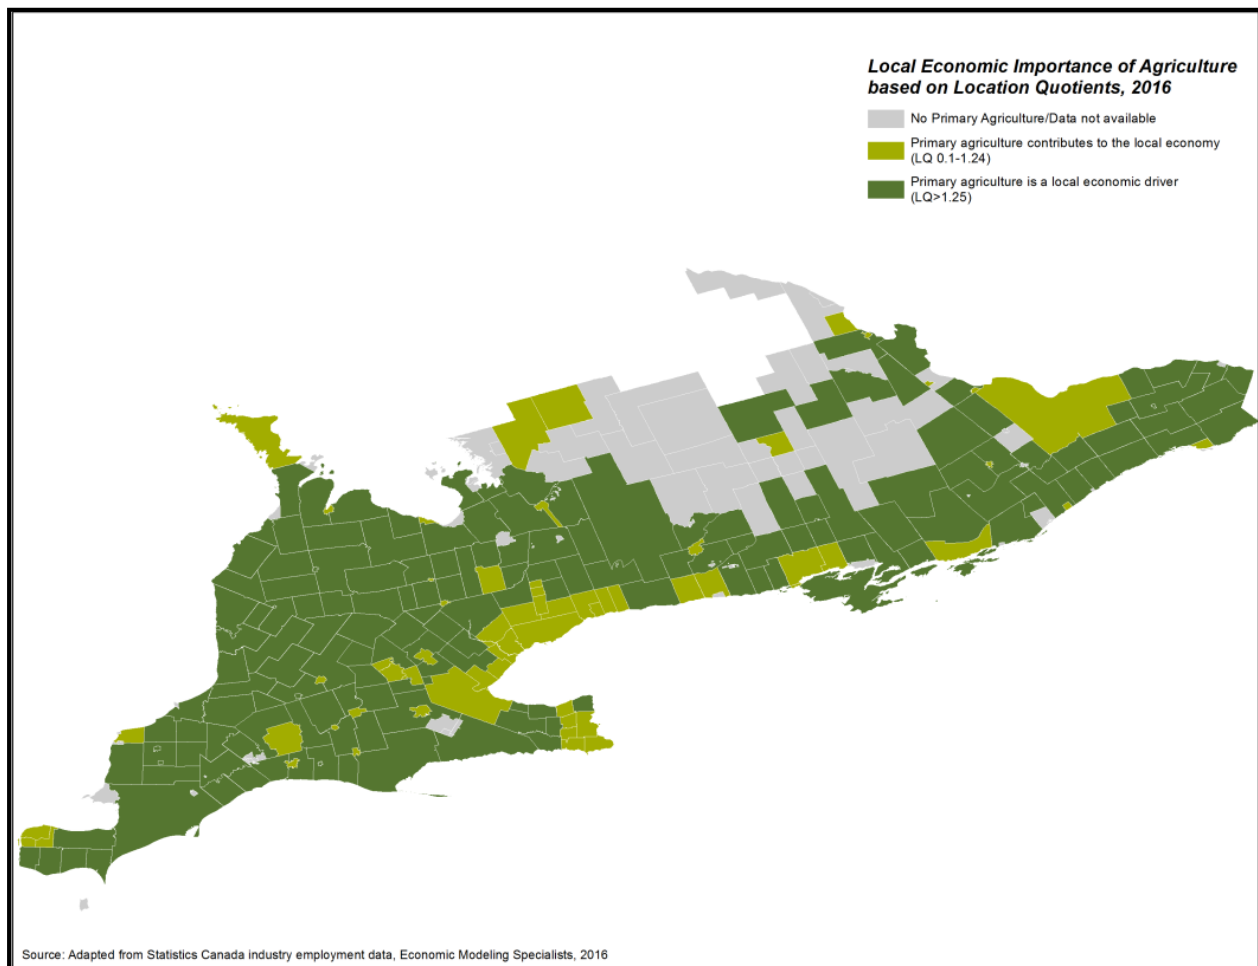 Local Economic Importance of Agriculture
based on Location Quotients, 2016
No Primary Agriculture/Data not available
Primary agriculture contributes to the local economy
(LQ 0.1-1.24)
Primary agriculture is a local economic driver
(LQ>1.25)
Source: Adapted from Statistics Canada industry employment data, Economic Modeling Specialists, 2016